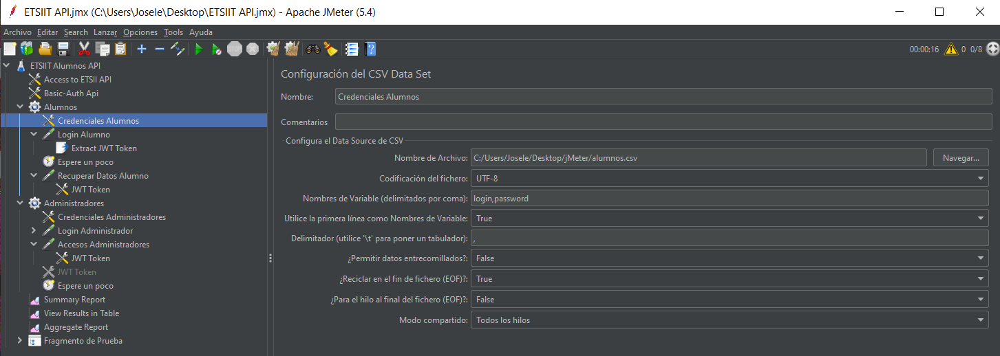 ETSIIT API.jmx (C:\Users\Josele\Desktop\ETSIIT API.jmx) - Apache JMeter (5.4)
Archivo Editar Search Lanzar Opciones Tools Ayuda
STOP
00:00:16 0 0/8
ETSIIT Alumnos API
Access to ETSII API
Basic-Auth Api
Alumnos
Credenciales Alumnos
Login Alumno
Extract JWT Token
Espere un poco
Recuperar Datos Alumno
JWT Token
Administradores
Credenciales Administradores
Login Administrador
Accesos Administradores
JWT Token
JWT Token
Espere un poco
Summary Report
View Results in Table
Aggregate Report
Fragmento de Prueba
Configuración del CSV Data Set
Nombre: Credenciales Alumnos
Comentarios
Configura el Data Source de CSV
Nombre de Archivo: C:/Users/Josele/Desktop/jMeter/alumnos.csv Navegar...
Codificación del fichero: UTF-8
Nombres de Variable (delimitados por coma): login,password
Utilice la primera línea como Nombres de Variable: True
Delimitador (utilice '\t' para poner un tabulador): ,
¿Permitir datos entrecomillados?: False
¿Reciclar en el fin de fichero (EOF)?: True
¿Para el hilo al final del fichero (EOF)?: False
Modo compartido: Todos los hilos